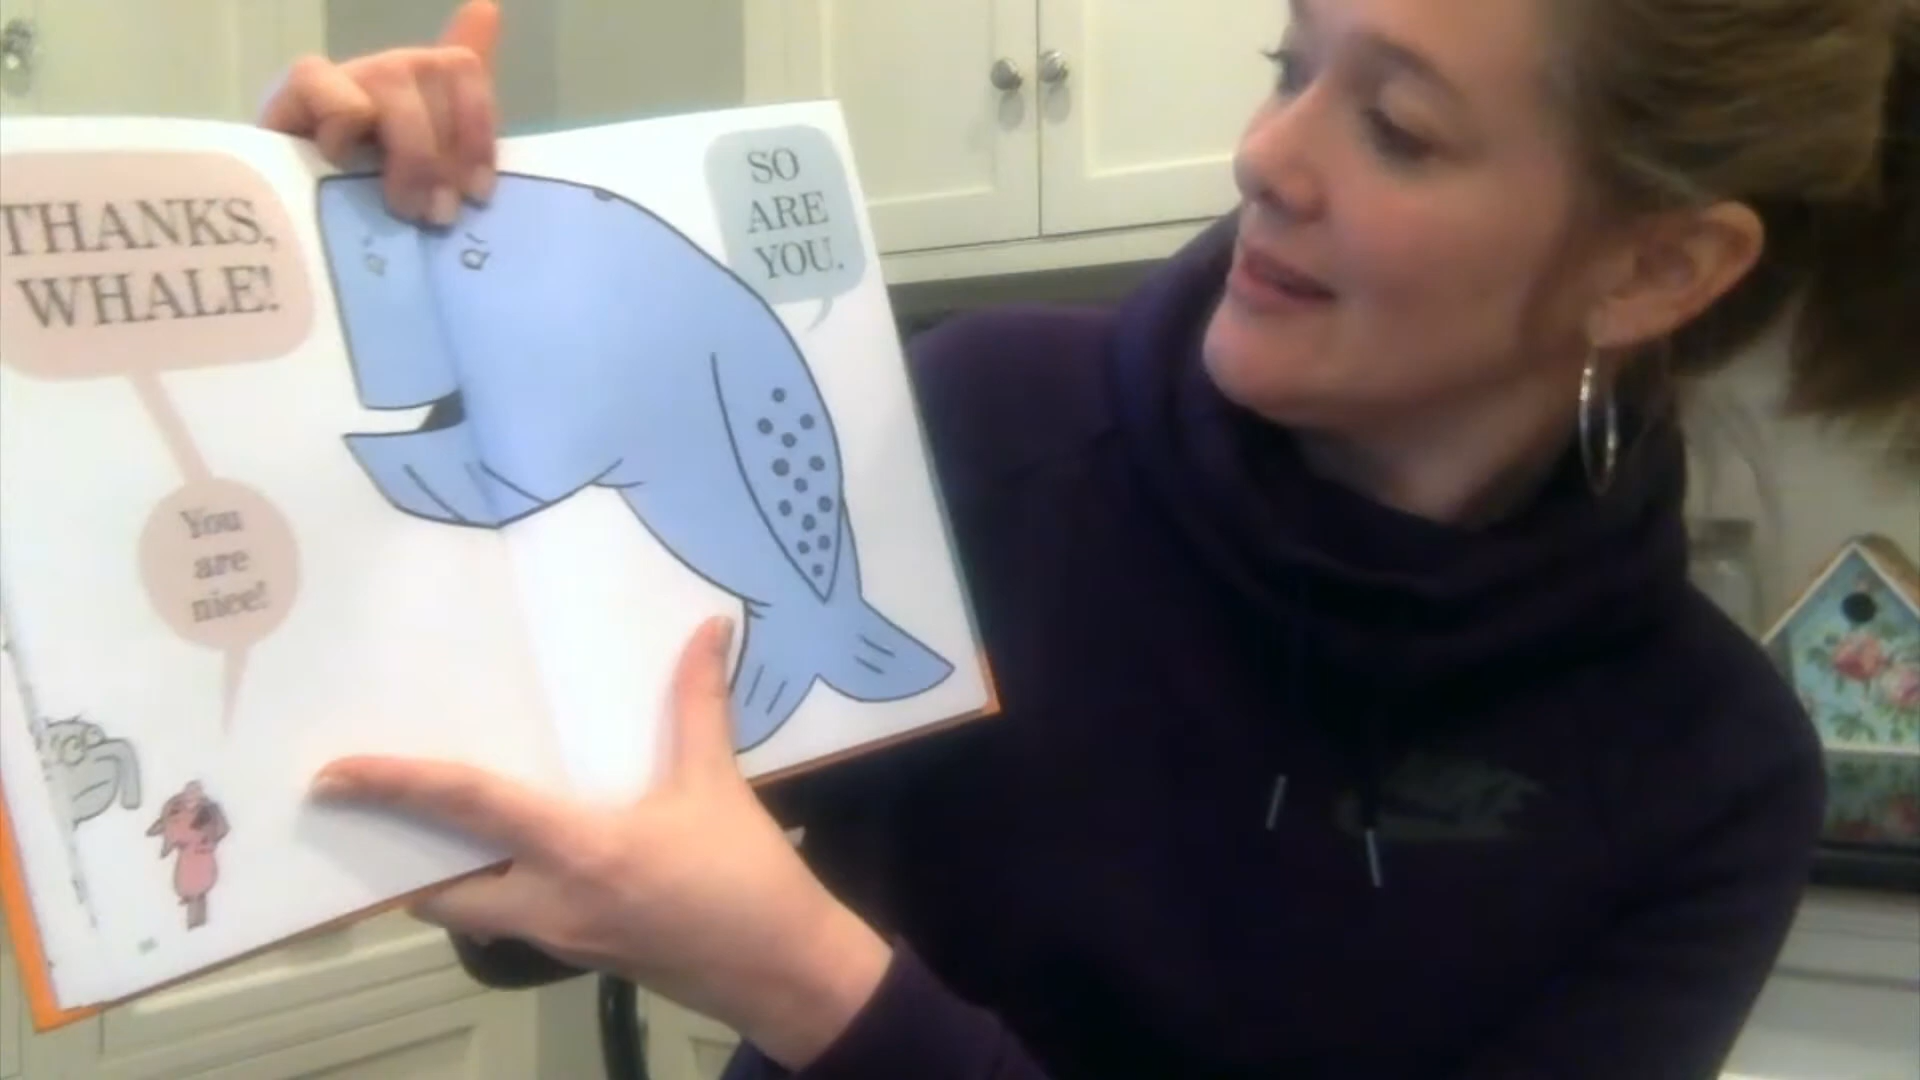 THANKS,
WHALE!
You
are
nice!
SO
ARE
YOU.